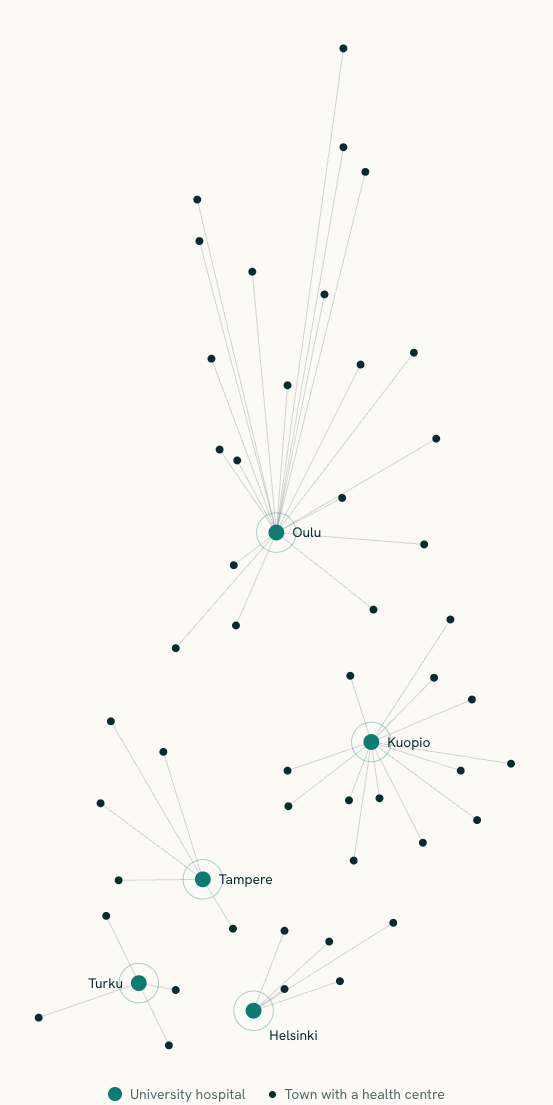 Oulu
Kuopio
Tampere
Turku
Helsinki
University hospital
Town with a health centre